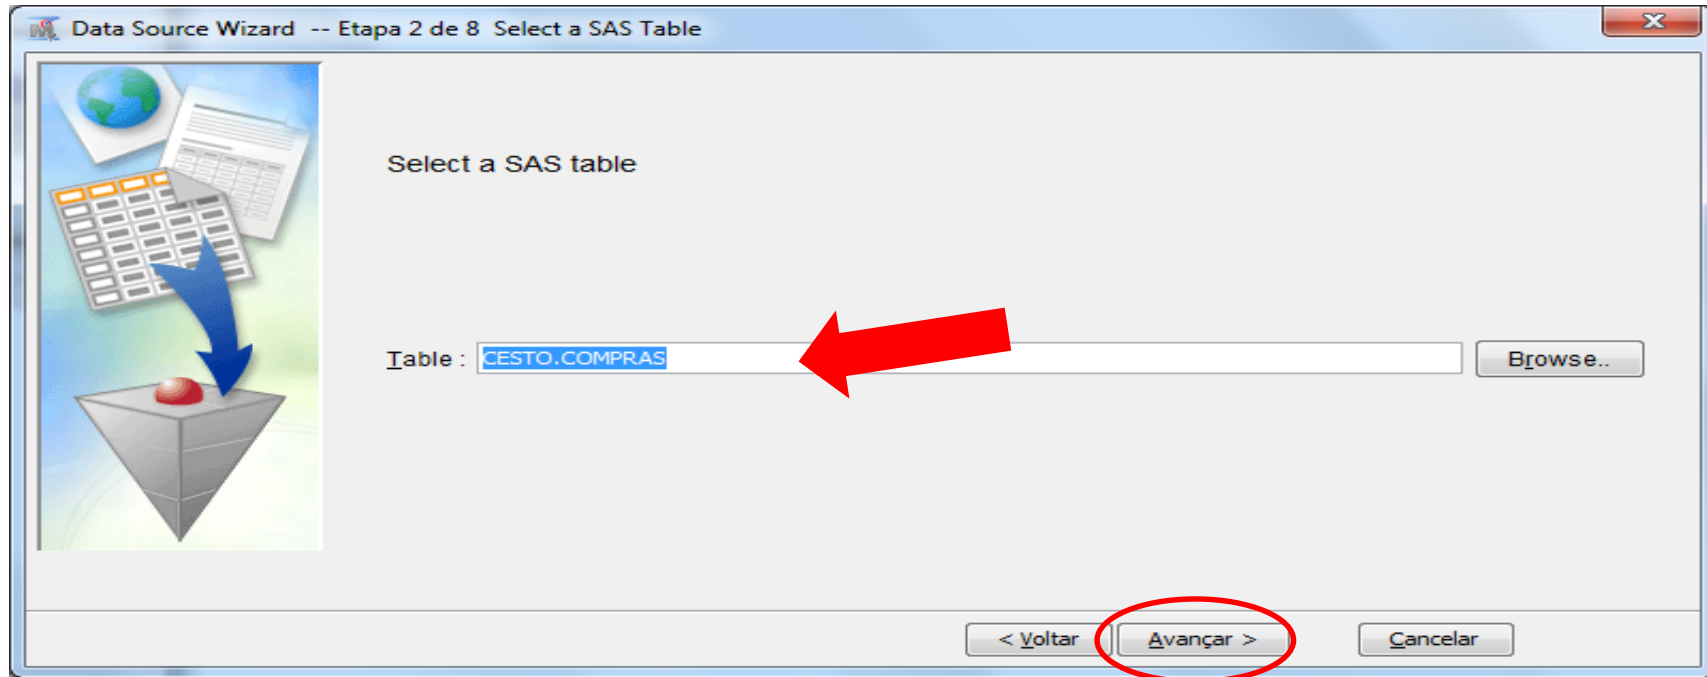 Data Source Wizard -- Etapa 2 de 8 Select a SAS Table
Select a SAS table
Table : CESTO.COMPRAS Browse..
< Voltar Avançar > Cancelar